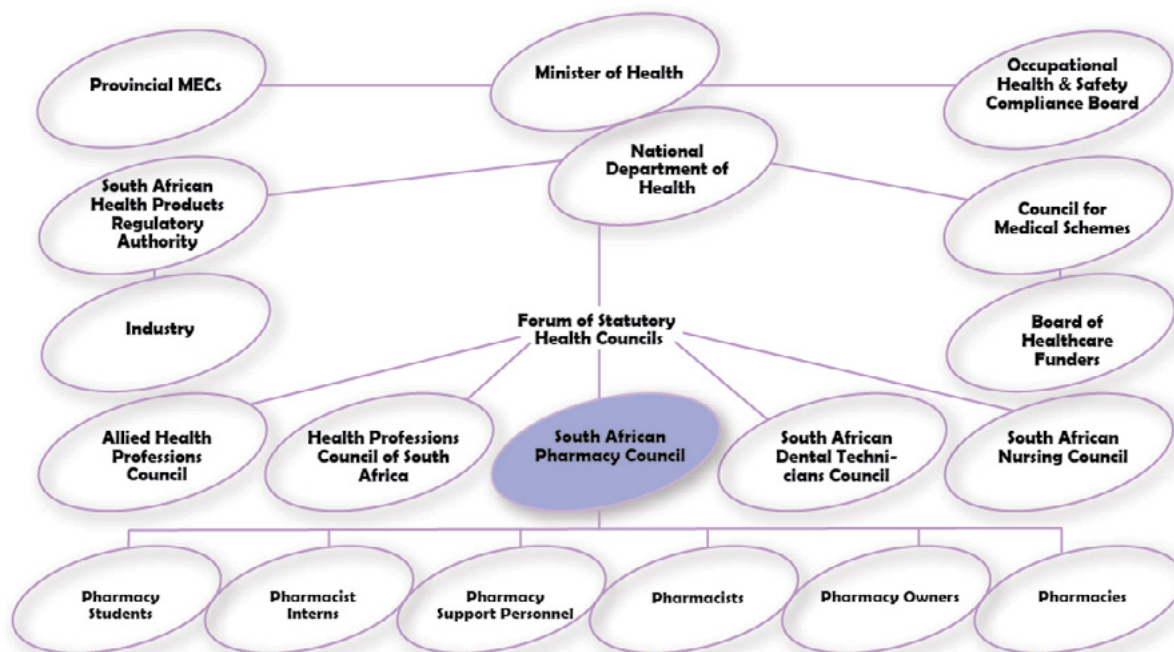 Provincial MECs
Minister of Health
Occupational
Health & Safety
Compliance Board
National
Department of
Health
South African
Health Products
Regulatory
Authority
Council for
Medical Schemes
Industry
Forum of Statutory
Health Councils
Board of
Healthcare
Funders
Allied Health
Professions
Council
Health Professions
Council of South
Africa
South African
Pharmacy Council
South African
Dental Techni-
cians Council
South African
Nursing Council
Pharmacy
Students
Pharmacist
Interns
Pharmacy
Support Personnel
Pharmacists
Pharmacy Owners
Pharmacies